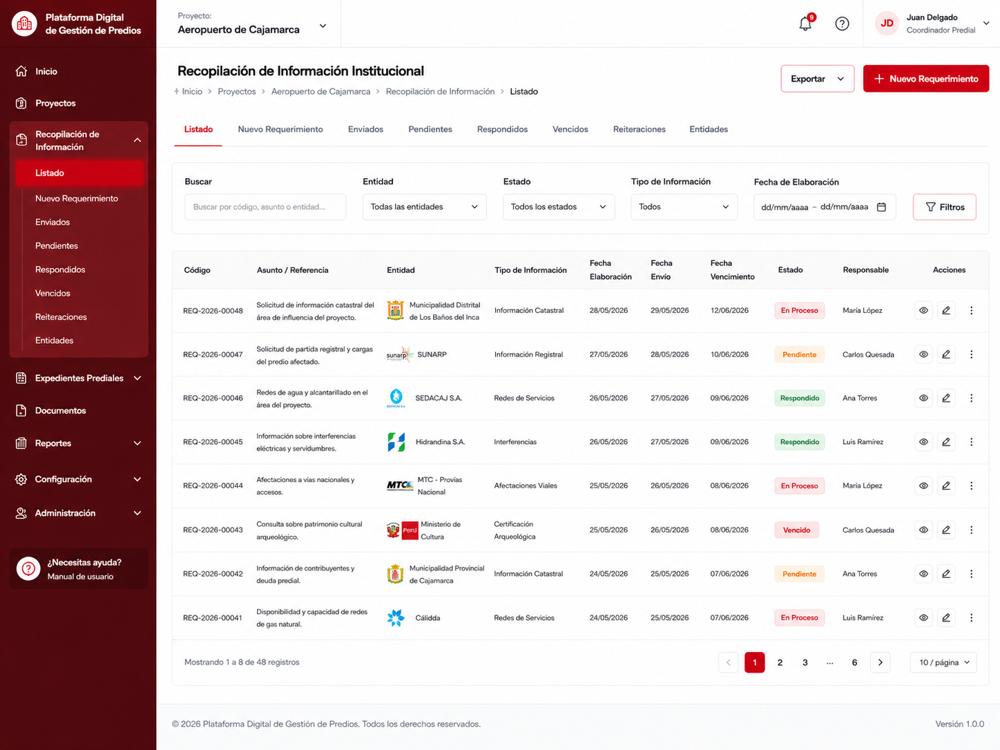 Plataforma Digital
de Gestión de Predios
Proyecto:
Aeropuerto de Cajamarca
9
JD
Juan Delgado
Coordinador Predial
Inicio
Proyectos
Recopilación de
Información
Listado
Nuevo Requerimiento
Enviados
Pendientes
Respondidos
Vencidos
Reiteraciones
Entidades
Expedientes Prediales
Documentos
Reportes
Configuración
Administración
¿Necesitas ayuda?
Manual de usuario
Recopilación de Información Institucional
Inicio > Proyectos > Aeropuerto de Cajamarca > Recopilación de Información > Listado
Exportar
+ Nuevo Requerimiento
Listado Nuevo Requerimiento Enviados Pendientes Respondidos Vencidos Reiteraciones Entidades
Buscar
Buscar por código, asunto o entidad...
Entidad
Todas las entidades
Estado
Todos los estados
Tipo de Información
Todos
Fecha de Elaboración
dd/mm/aaaa – dd/mm/aaaa
Filtros
Código
Asunto / Referencia
Entidad
Tipo de Información
Fecha
Elaboración
Fecha
Envío
Fecha
Vencimiento
Estado
Responsable
Acciones
REQ-2026-00048
Solicitud de información catastral del
área de influencia del proyecto.
Municipalidad Distrital
de Los Baños del Inca
Información Catastral
28/05/2026
29/05/2026
12/06/2026
En Proceso
María López
REQ-2026-00047
Solicitud de partida registral y cargas
del predio afectado.
sunarp
SUNARP
Información Registral
27/05/2026
28/05/2026
10/06/2026
Pendiente
Carlos Quesada
REQ-2026-00046
Redes de agua y alcantarillado en el
área del proyecto.
SEDACAJ S.A.
SEDACAJ S.A.
Redes de Servicios
26/05/2026
27/05/2026
09/06/2026
Respondido
Ana Torres
REQ-2026-00045
Información sobre interferencias
eléctricas y servidumbres.
Hidrandina S.A.
Interferencias
26/05/2026
27/05/2026
09/06/2026
Respondido
Luis Ramírez
REQ-2026-00044
Afectaciones a vías nacionales y
accesos.
MTC
MTC - Provías
Nacional
Afectaciones Viales
25/05/2026
26/05/2026
08/06/2026
En Proceso
María López
REQ-2026-00043
Consulta sobre patrimonio cultural
arqueológico.
PERÚ
Ministerio de
Cultura
Certificación
Arqueológica
25/05/2026
26/05/2026
08/06/2026
Vencido
Carlos Quesada
REQ-2026-00042
Información de contribuyentes y
deuda predial.
Municipalidad Provincial
de Cajamarca
Información Catastral
24/05/2026
25/05/2026
07/06/2026
Pendiente
Ana Torres
REQ-2026-00041
Disponibilidad y capacidad de redes
de gas natural.
Cálidda
Redes de Servicios
24/05/2026
25/05/2026
07/06/2026
En Proceso
Luis Ramírez
Mostrando 1 a 8 de 48 registros
1 2 3 ... 6
10 / página
© 2026 Plataforma Digital de Gestión de Predios. Todos los derechos reservados.
Versión 1.0.0